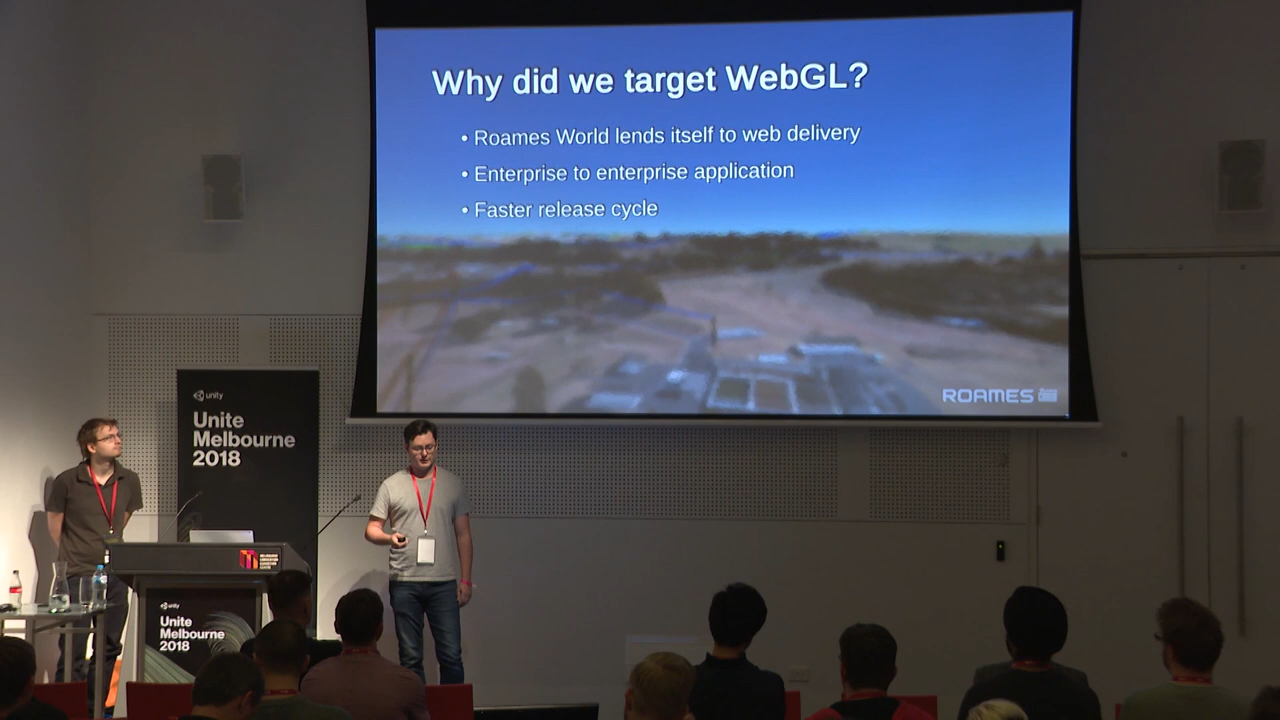 Why did we target WebGL?
• Roames World lends itself to web delivery
• Enterprise to enterprise application
• Faster release cycle
ROAMES
unity
Unite
Melbourne
2018
unity
Unite
Melbourne
2018